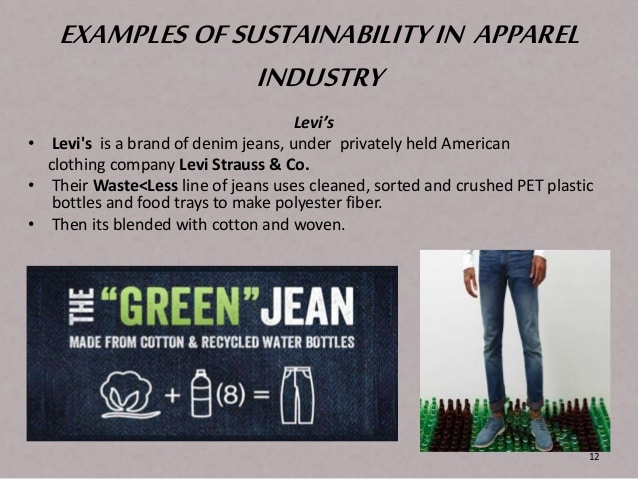 EXAMPLES OF SUSTAINABILITY IN APPAREL
INDUSTRY
Levi’s
• Levi's is a brand of denim jeans, under privately held American
clothing company Levi Strauss & Co.
• Their Waste<Less line of jeans uses cleaned, sorted and crushed PET plastic
bottles and food trays to make polyester fiber.
• Then its blended with cotton and woven.
THE “GREEN” JEAN
MADE FROM COTTON & RECYCLED WATER BOTTLES
+ (8) =
12